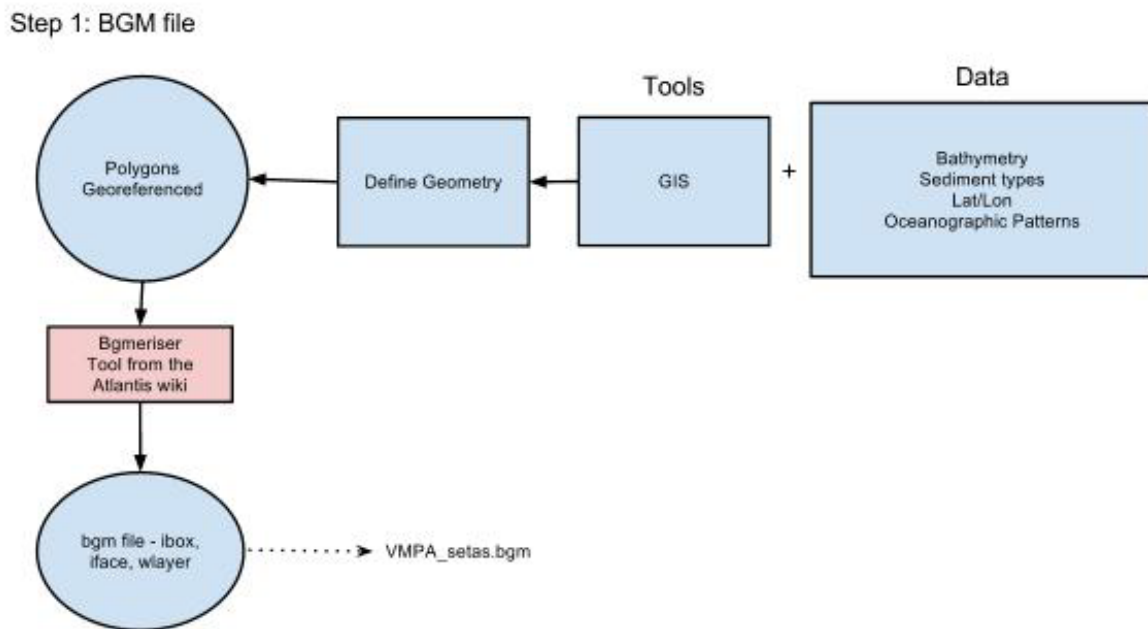 Step 1: BGM file
Tools
Data
Polygons
Georeferenced
Define Geometry
GIS
+
Bathymetry
Sediment types
Lat/Lon
Oceanographic Patterns
Bgmeriser
Tool from the
Atlantis wiki
bgm file - ibox,
iface, wlayer
VMPA_setas.bgm